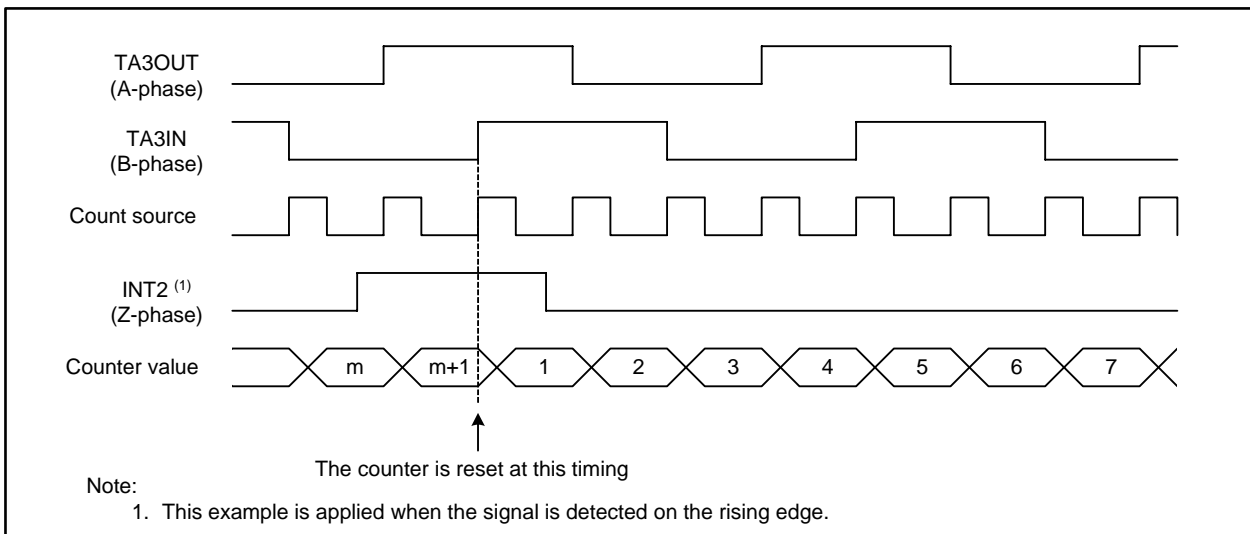 TA3OUT
(A-phase)
TA3IN
(B-phase)
Count source
INT2 (1)
(Z-phase)
Counter value
m
m+1
1
2
3
4
5
6
7
The counter is reset at this timing
Note:
1. This example is applied when the signal is detected on the rising edge.